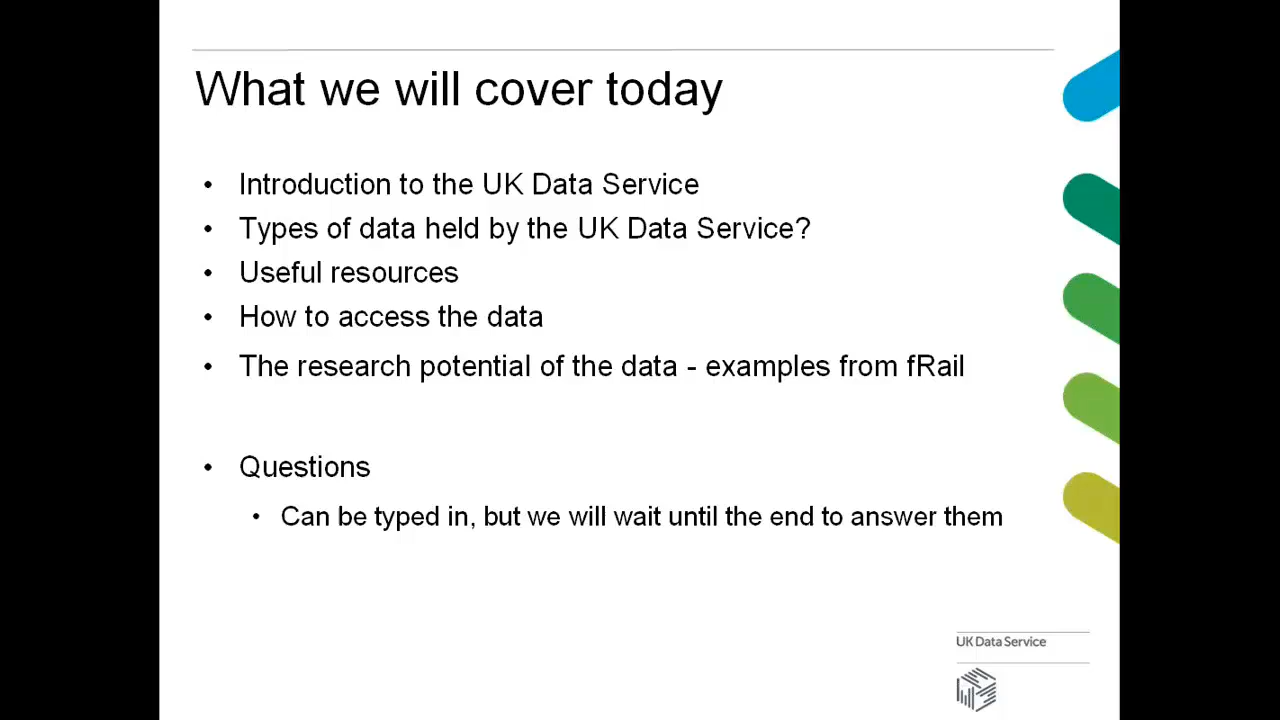 What we will cover today
• Introduction to the UK Data Service
• Types of data held by the UK Data Service?
• Useful resources
• How to access the data
• The research potential of the data - examples from fRail
• Questions
• Can be typed in, but we will wait until the end to answer them
UK Data Service